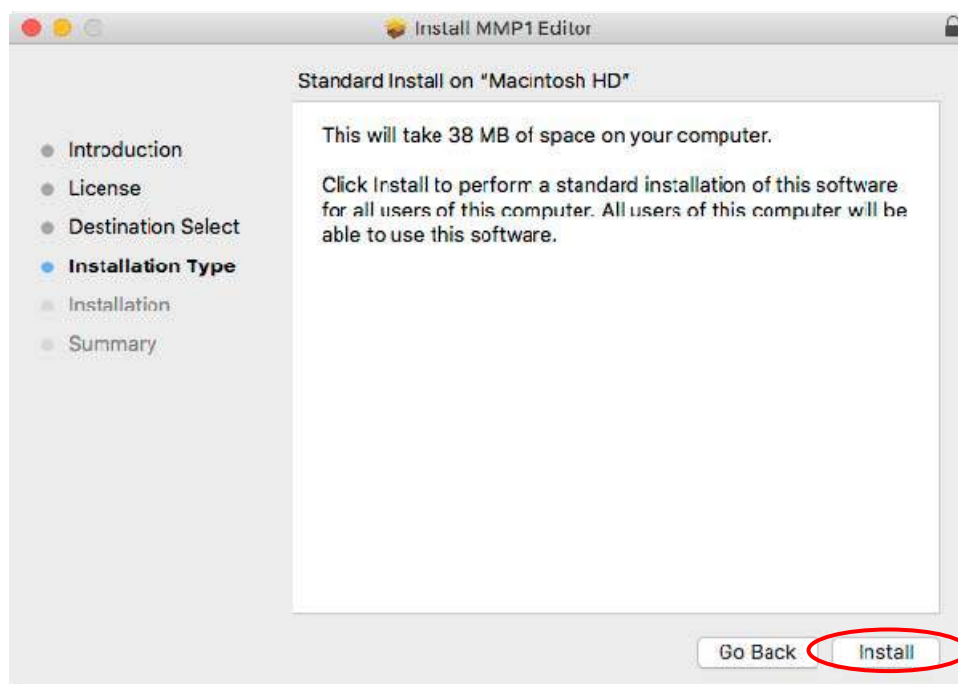 Install MMP1 Editor
Standard Install on "Macintosh HD"
Introduction
License
Destination Select
Installation Type
Installation
Summary
This will take 38 MB of space on your computer.
Click Install to perform a standard installation of this software
for all users of this computer. All users of this computer will be
able to use this software.
Go Back
Install